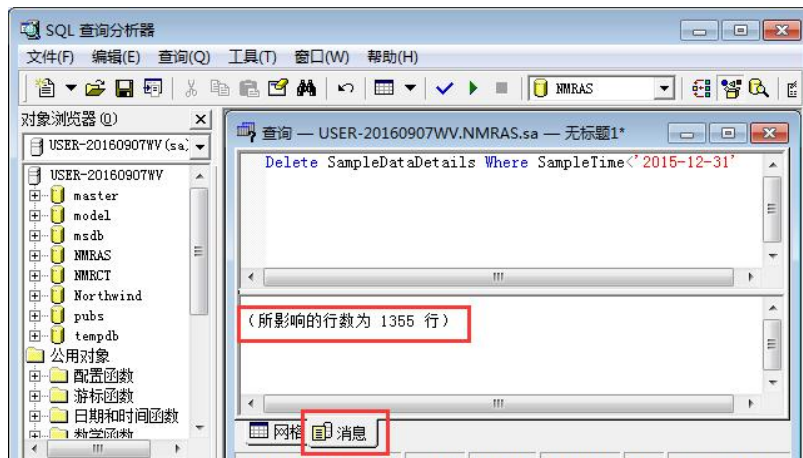 SQL 查询分析器
文件(F) 编辑(E) 查询(Q) 工具(T) 窗口(W) 帮助(H)
NMRAS
对象浏览器(O)
USER-20160907WV(sa)
USER-20160907WV
master
model
msdb
NMRAS
NMRCT
Northwind
pubs
tempdb
公用对象
配置函数
游标函数
日期和时间函数
数学函数
查询 — USER-20160907WV.NMRAS.sa — 无标题1*
Delete SampleDataDetails Where SampleTime<'2015-12-31'
（所影响的行数为 1355 行）
网格 消息